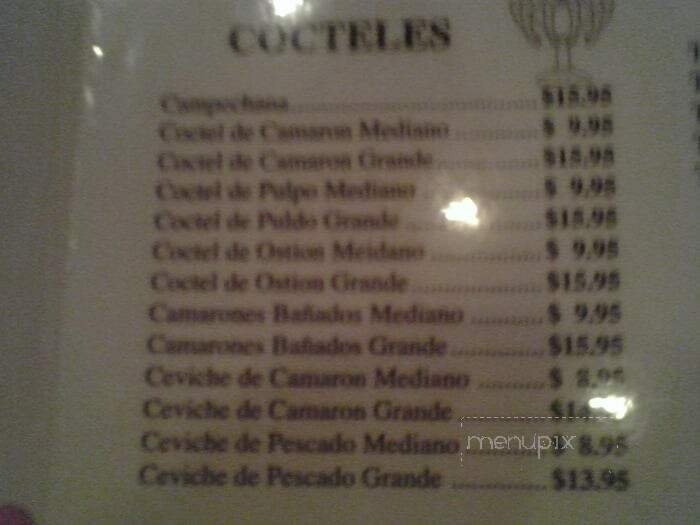 COCTELES
Campechana $15.95
Coctel de Camaron Mediano $ 9.95
Coctel de Camaron Grande $15.95
Coctel de Pulpo Mediano $ 9.95
Coctel de Puldo Grande $15.95
Coctel de Ostion Meidano $ 9.95
Coctel de Ostion Grande $15.95
Camarones Bañados Mediano $ 9.95
Camarones Bañados Grande $15.95
Ceviche de Camaron Mediano $ 8.95
Ceviche de Camaron Grande
Ceviche de Pescado Mediano 8.95
menupix
Ceviche de Pescado Grande $13.95